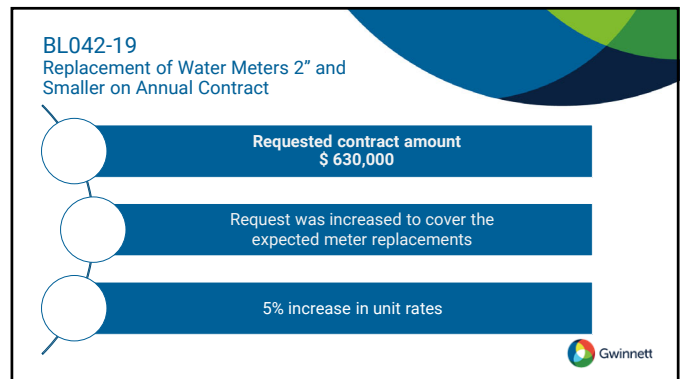 BL042-19
Replacement of Water Meters 2” and
Smaller on Annual Contract
Requested contract amount
$ 630,000
Request was increased to cover the
expected meter replacements
5% increase in unit rates
Gwinnett